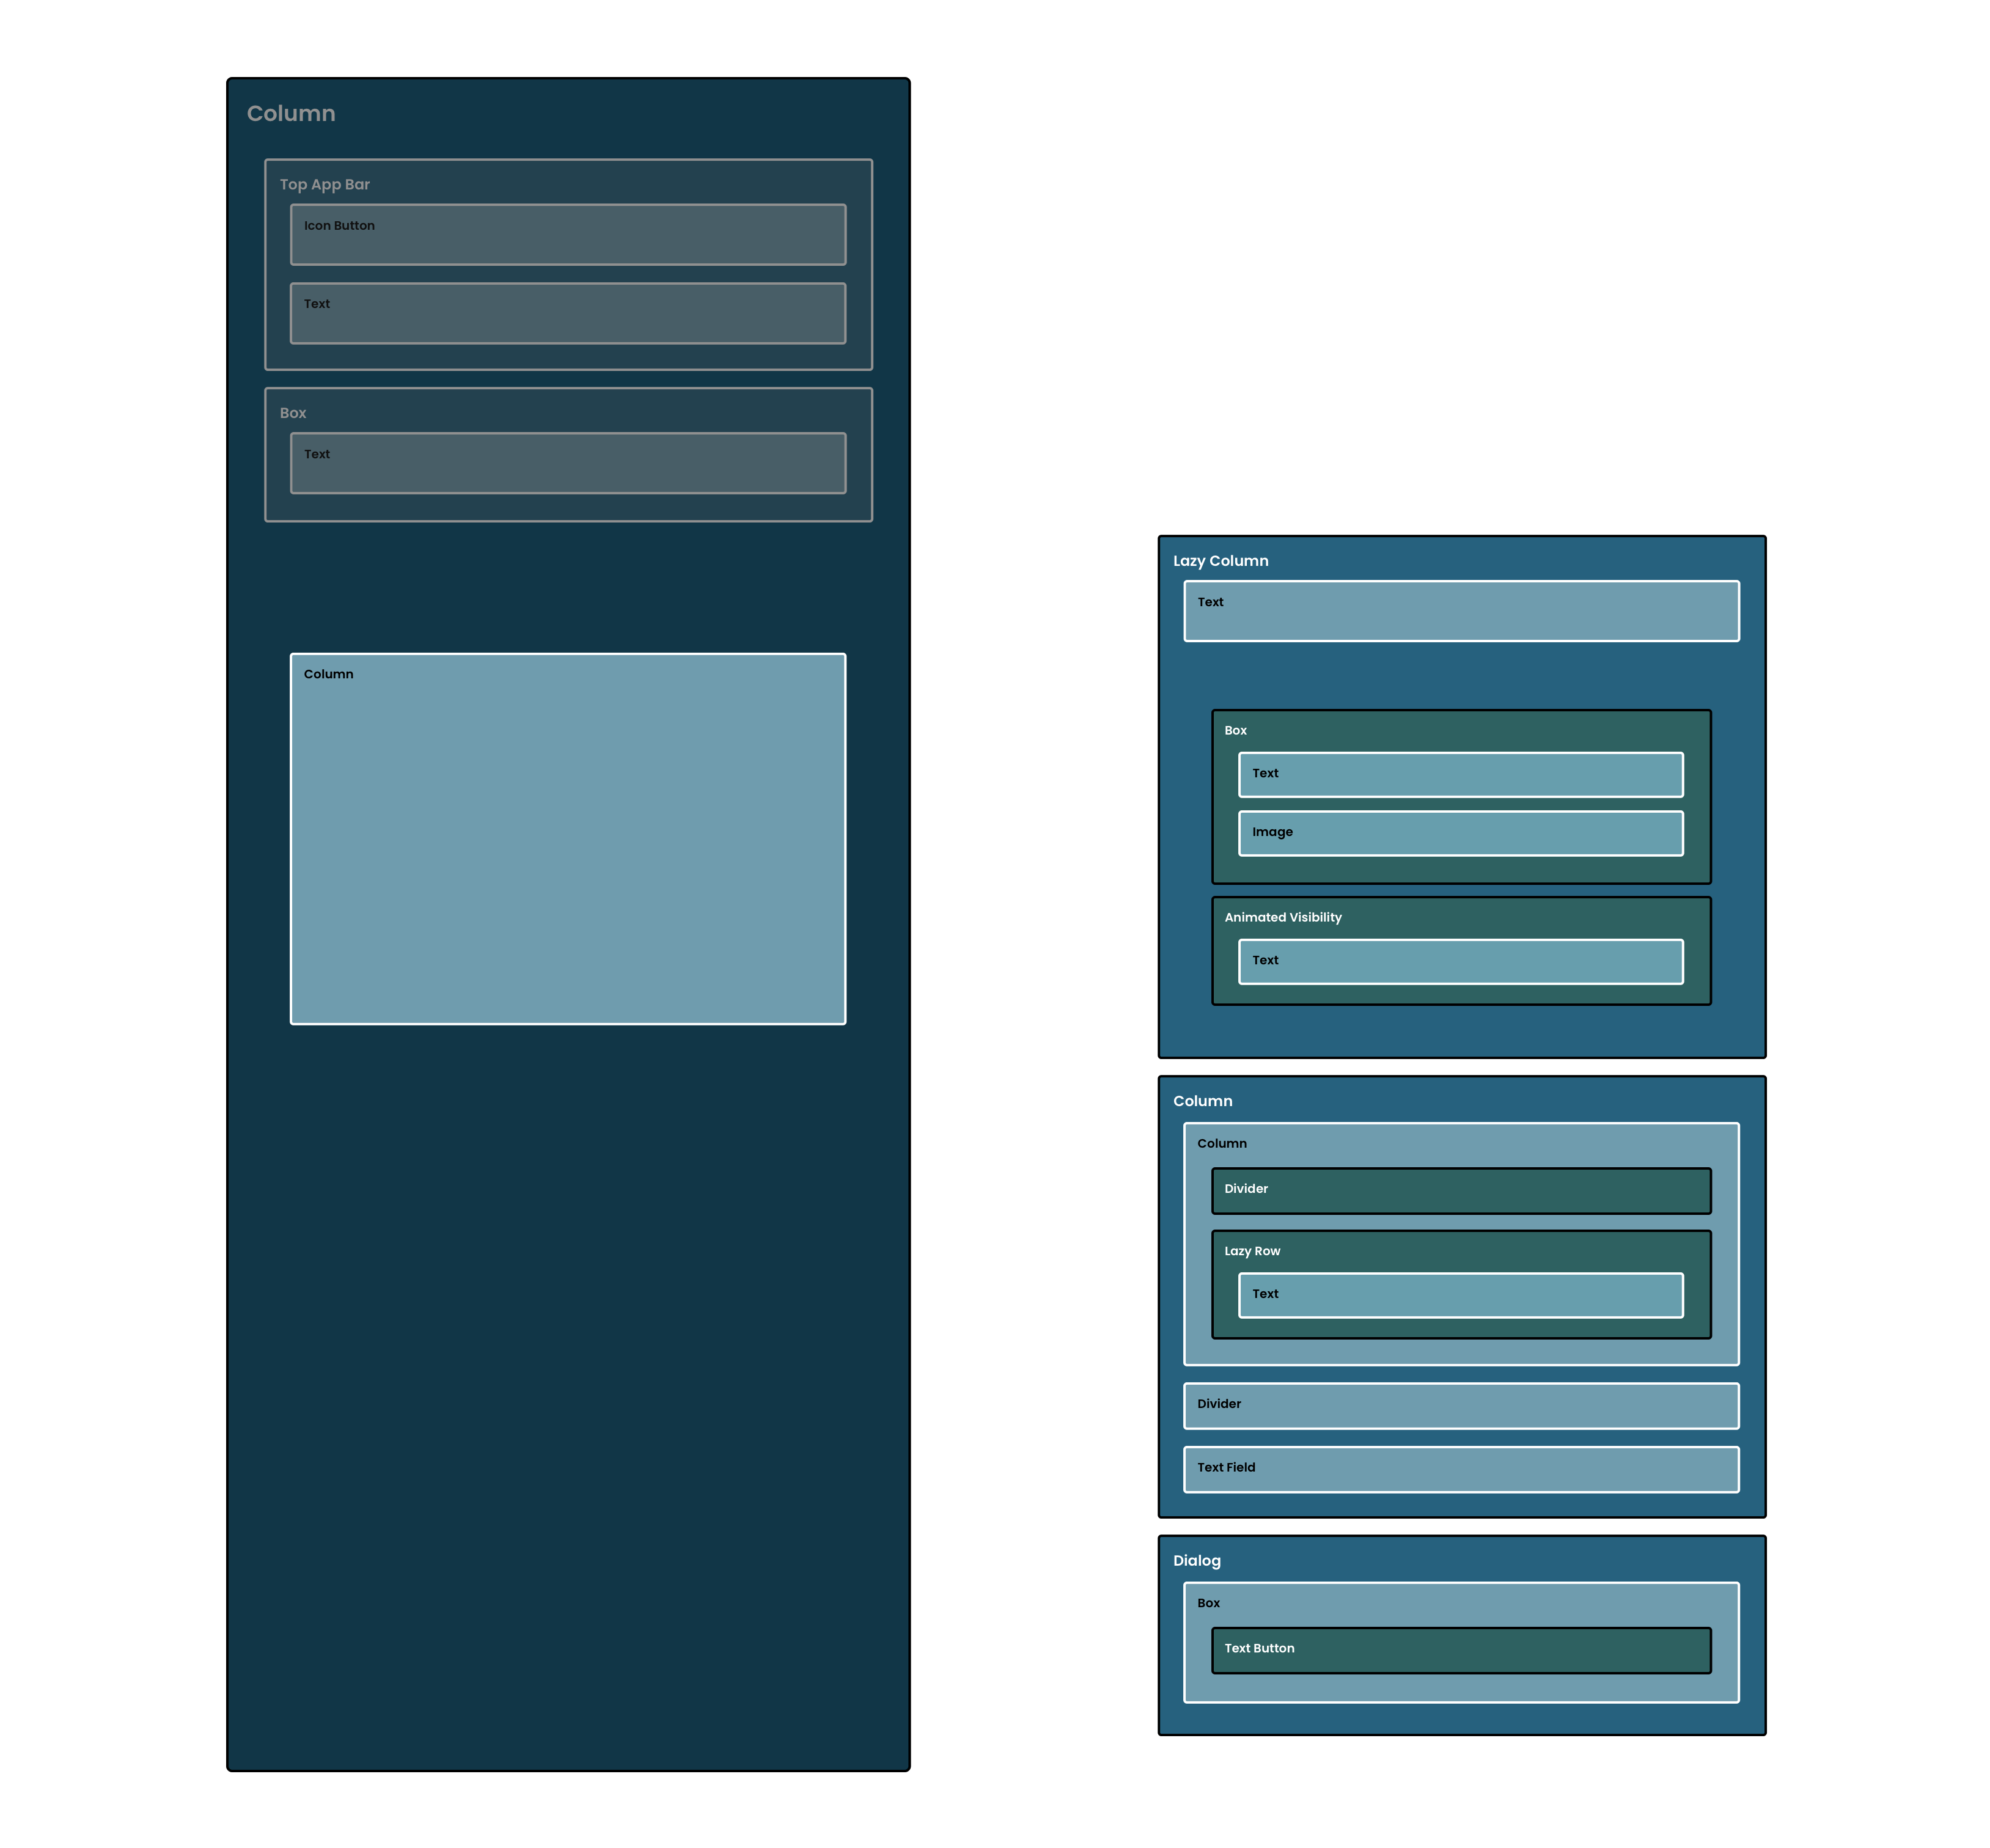 Column
Top App Bar
Icon Button
Text
Box
Text
Column
Lazy Column
Text
Box
Text
Image
Animated Visibility
Text
Column
Column
Divider
Lazy Row
Text
Divider
Text Field
Dialog
Box
Text Button